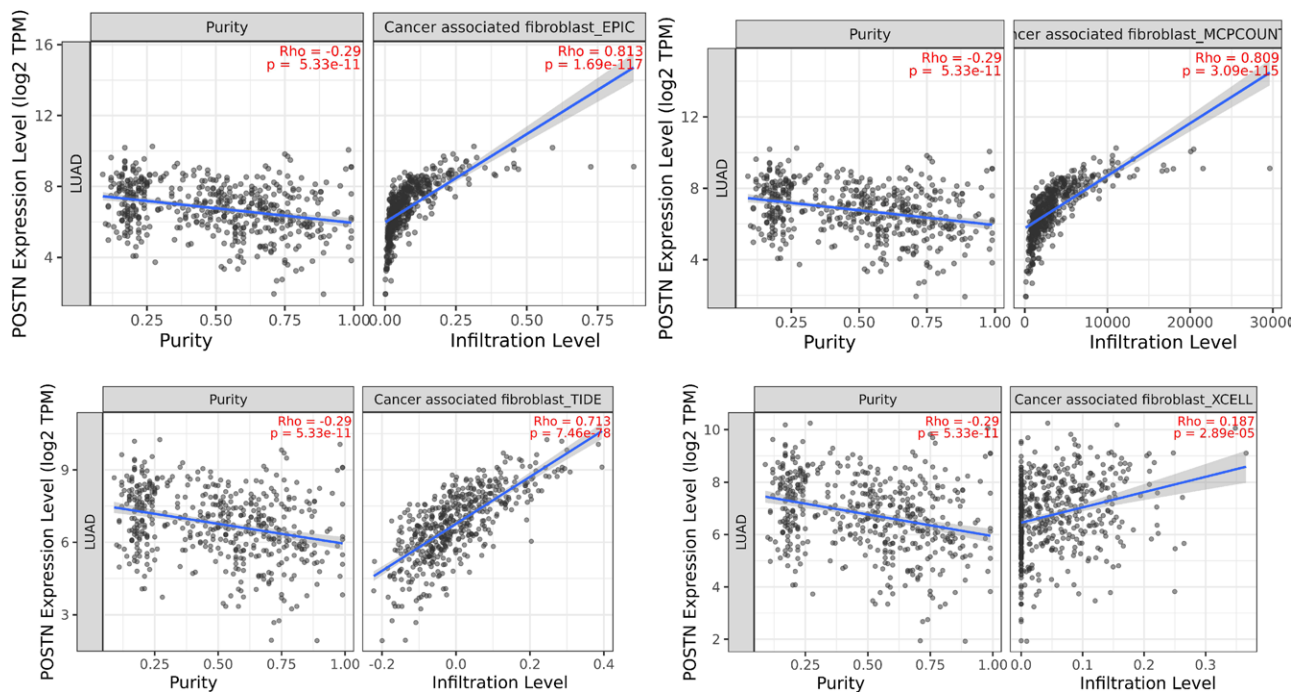 Purity
Cancer associated fibroblast_EPIC
Rho = -0.29
p = 5.33e-11
Rho = 0.813
p = 1.69e-117
POSTN Expression Level (log2 TPM)
LUAD
16
12
8
4
0.25
0.50
0.75
1.00
0.00
0.25
0.50
0.75
Purity
Infiltration Level
Purity
ncer associated fibroblast_MCPCOUNT
Rho = -0.29
p = 5.33e-11
Rho = 0.809
p = 3.09e-115
POSTN Expression Level (log2 TPM)
LUAD
12
8
4
0.25
0.50
0.75
1.00
0
10000
20000
30000
Purity
Infiltration Level
Purity
Cancer associated fibroblast_TIDE
Rho = -0.29
p = 5.33e-11
Rho = 0.713
p = 7.46e-78
POSTN Expression Level (log2 TPM)
LUAD
9
6
3
0.25
0.50
0.75
1.00
-0.2
0.0
0.2
0.4
Purity
Infiltration Level
Purity
Cancer associated fibroblast_XCELL
Rho = -0.29
p = 5.33e-11
Rho = 0.187
p = 2.89e-05
POSTN Expression Level (log2 TPM)
LUAD
10
8
6
4
2
0.25
0.50
0.75
1.00
0.0
0.1
0.2
0.3
Purity
Infiltration Level